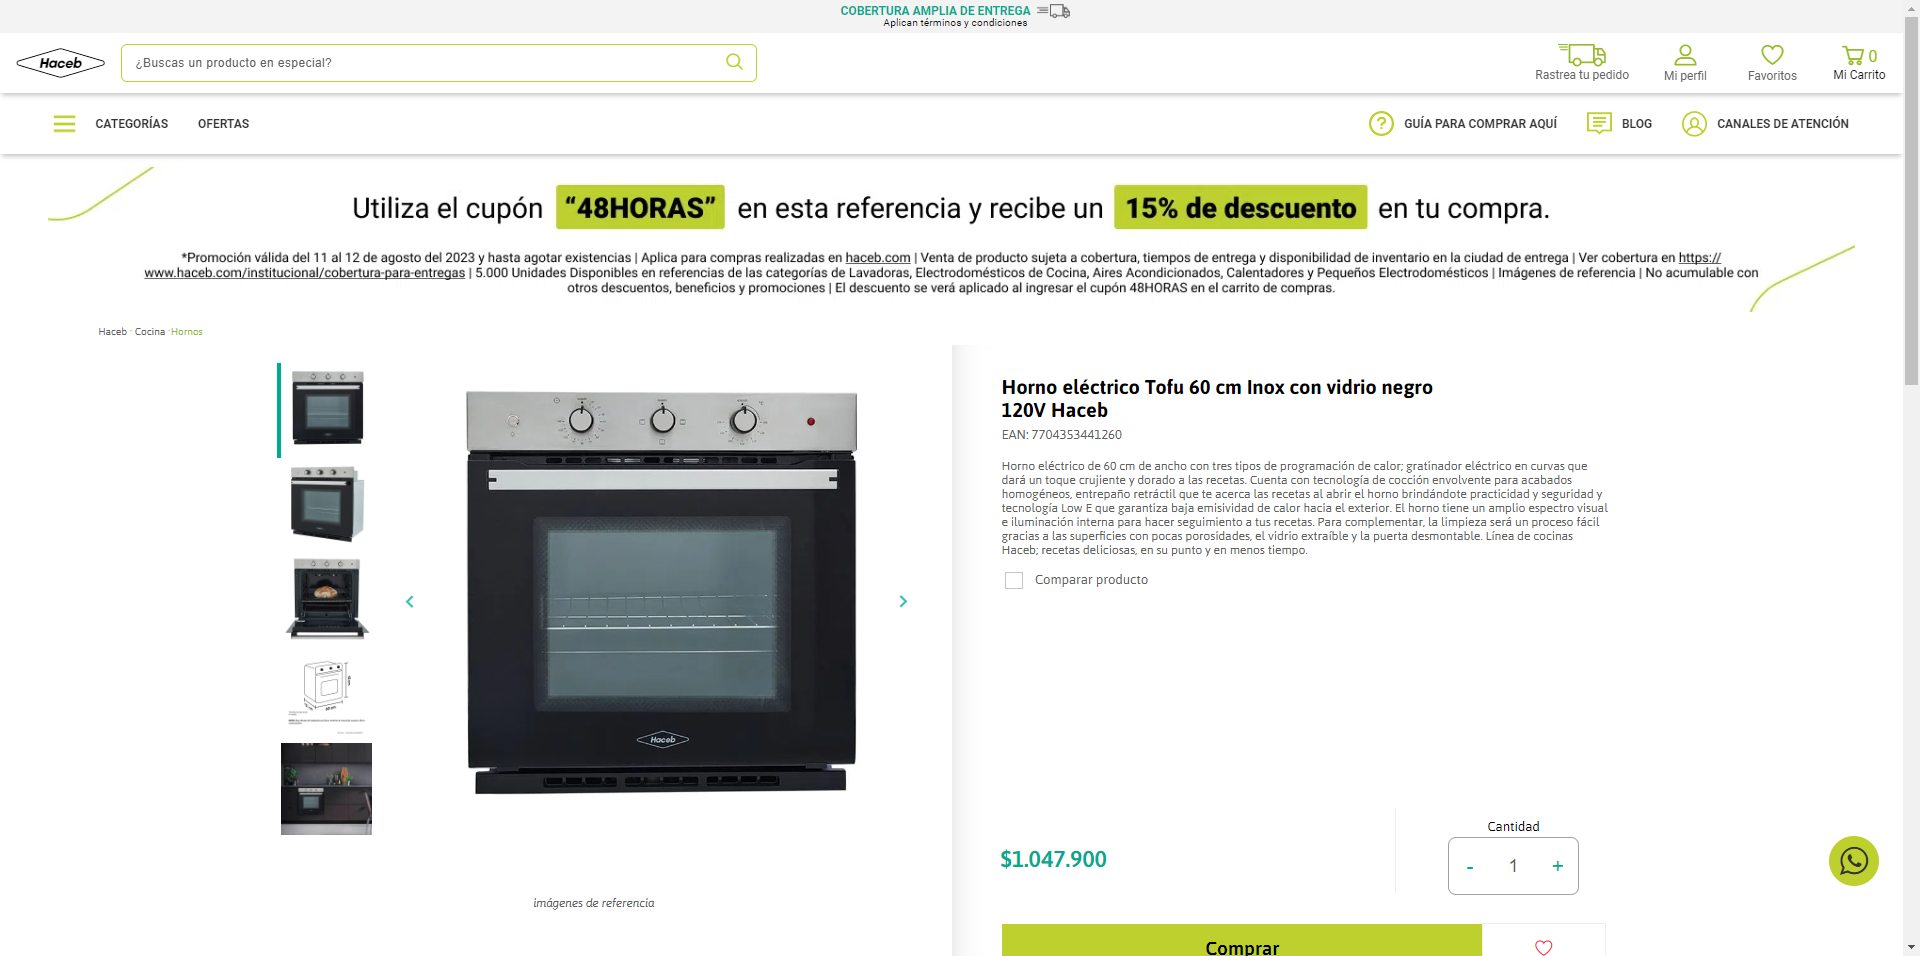 COBERTURA AMPLIA DE ENTREGA
Aplican términos y condiciones
Haceb
¿Buscas un producto en especial?
Rastrea tu pedido
Mi perfil
Favoritos
0
Mi Carrito
CATEGORÍAS
OFERTAS
GUÍA PARA COMPRAR AQUÍ
BLOG
CANALES DE ATENCIÓN
Utiliza el cupón “48HORAS” en esta referencia y recibe un 15% de descuento en tu compra.
*Promoción válida del 11 al 12 de agosto del 2023 y hasta agotar existencias | Aplica para compras realizadas en haceb.com | Venta de producto sujeta a cobertura, tiempos de entrega y disponibilidad de inventario en la ciudad de entrega | Ver cobertura en https://
www.haceb.com/institucional/cobertura-para-entregas | 5.000 Unidades Disponibles en referencias de las categorías de Lavadoras, Electrodomésticos de Cocina, Aires Acondicionados, Calentadores y Pequeños Electrodomésticos | Imágenes de referencia | No acumulable con
otros descuentos, beneficios y promociones | El descuento se verá aplicado al ingresar el cupón 48HORAS en el carrito de compras.
Haceb · Cocina · Hornos
Haceb
imágenes de referencia
Horno eléctrico Tofu 60 cm Inox con vidrio negro
120V Haceb
EAN: 7704353441260
Horno eléctrico de 60 cm de ancho con tres tipos de programación de calor; gratinador eléctrico en curvas que
dará un toque crujiente y dorado a las recetas. Cuenta con tecnología de cocción envolvente para acabados
homogéneos, entrepaño retráctil que te acerca las recetas al abrir el horno brindándote practicidad y seguridad y
tecnología Low E que garantiza baja emisividad de calor hacia el exterior. El horno tiene un amplio espectro visual
e iluminación interna para hacer seguimiento a tus recetas. Para complementar, la limpieza será un proceso fácil
gracias a las superficies con pocas porosidades, el vidrio extraíble y la puerta desmontable. Línea de cocinas
Haceb; recetas deliciosas, en su punto y en menos tiempo.
Comparar producto
$1.047.900
Cantidad
- 1 +
Comprar